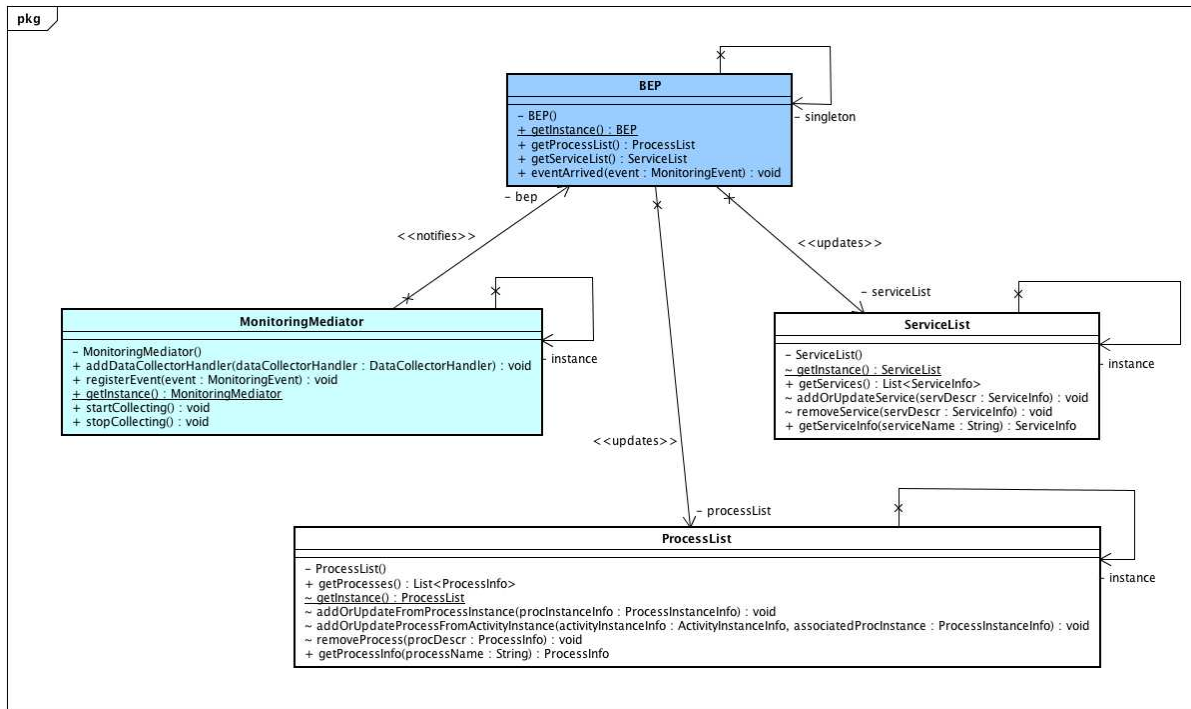 pkg
BEP
- BEP()
+ getInstance() : BEP
+ getProcessList() : ProcessList
+ getServiceList() : ServiceList
+ eventArrived(event : MonitoringEvent) : void
- singleton
- bep
<<notifies>>
<<updates>>
- serviceList
MonitoringMediator
- MonitoringMediator()
+ addDataCollectorHandler(dataCollectorHandler : DataCollectorHandler) : void
+ registerEvent(event : MonitoringEvent) : void
+ getInstance() : MonitoringMediator
+ startCollecting() : void
+ stopCollecting() : void
- instance
ServiceList
- ServiceList()
~ getInstance() : ServiceList
+ getServices() : List<ServiceInfo>
~ addOrUpdateService(servDescr : ServiceInfo) : void
~ removeService(servDescr : ServiceInfo) : void
+ getServiceInfo(serviceName : String) : ServiceInfo
- instance
<<updates>>
- processList
ProcessList
- ProcessList()
+ getProcesses() : List<ProcessInfo>
~ getInstance() : ProcessList
~ addOrUpdateFromProcessInstance(procInstanceInfo : ProcessInstanceInfo) : void
~ addOrUpdateProcessFromActivityInstance(activityInstanceInfo : ActivityInstanceInfo, associatedProcInstance : ProcessInstanceInfo) : void
~ removeProcess(procDescr : ProcessInfo) : void
+ getProcessInfo(processName : String) : ProcessInfo
- instance